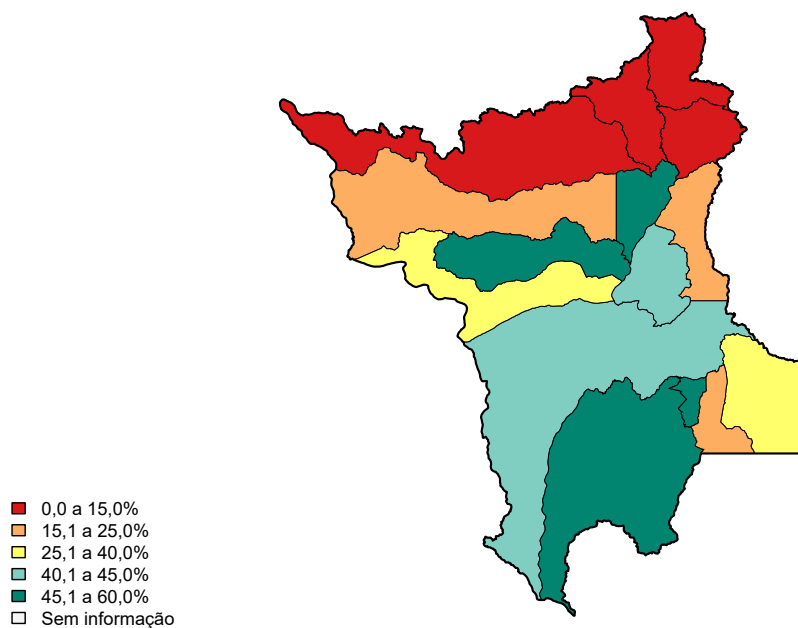 0,0 a 15,0%
15,1 a 25,0%
25,1 a 40,0%
40,1 a 45,0%
45,1 a 60,0%
Sem informação